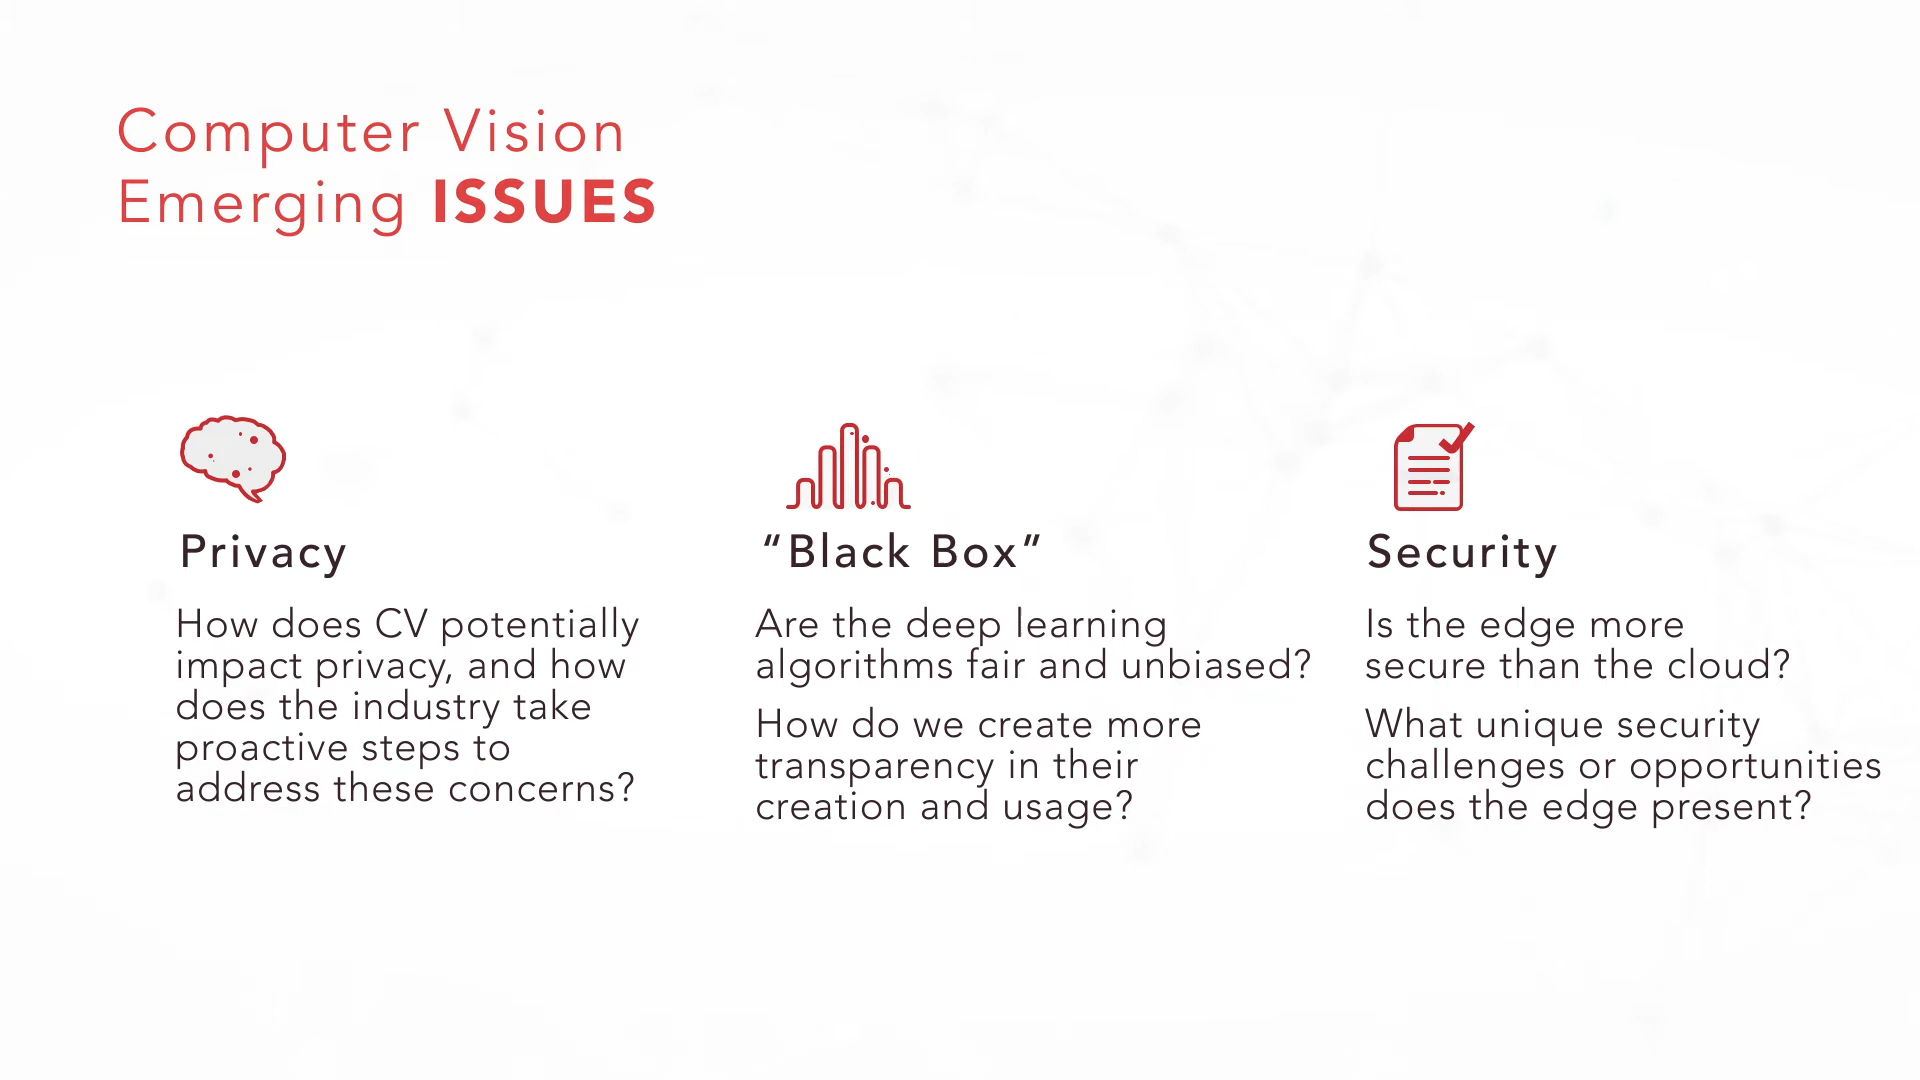 Computer Vision
Emerging ISSUES
Privacy
How does CV potentially
impact privacy, and how
does the industry take
proactive steps to
address these concerns?
“Black Box”
Are the deep learning
algorithms fair and unbiased?
How do we create more
transparency in their
creation and usage?
Security
Is the edge more
secure than the cloud?
What unique security
challenges or opportunities
does the edge present?